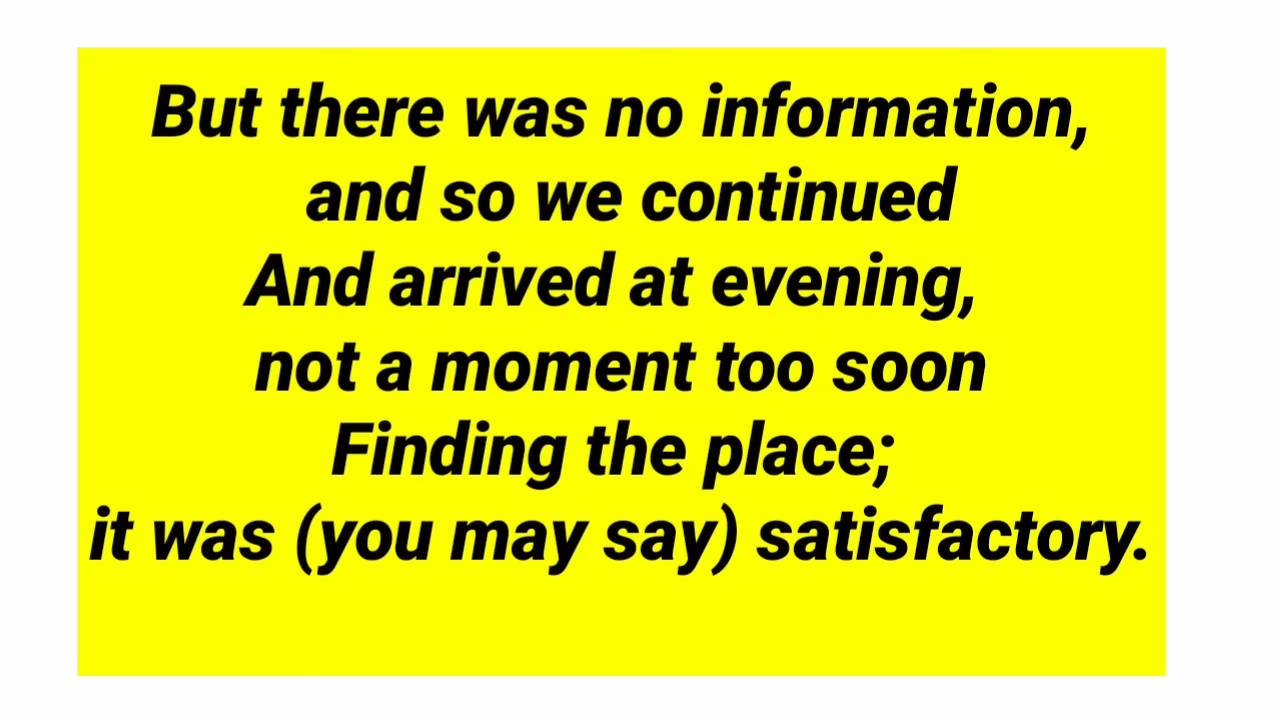 But there was no information,
and so we continued
And arrived at evening,
not a moment too soon
Finding the place;
it was (you may say) satisfactory.